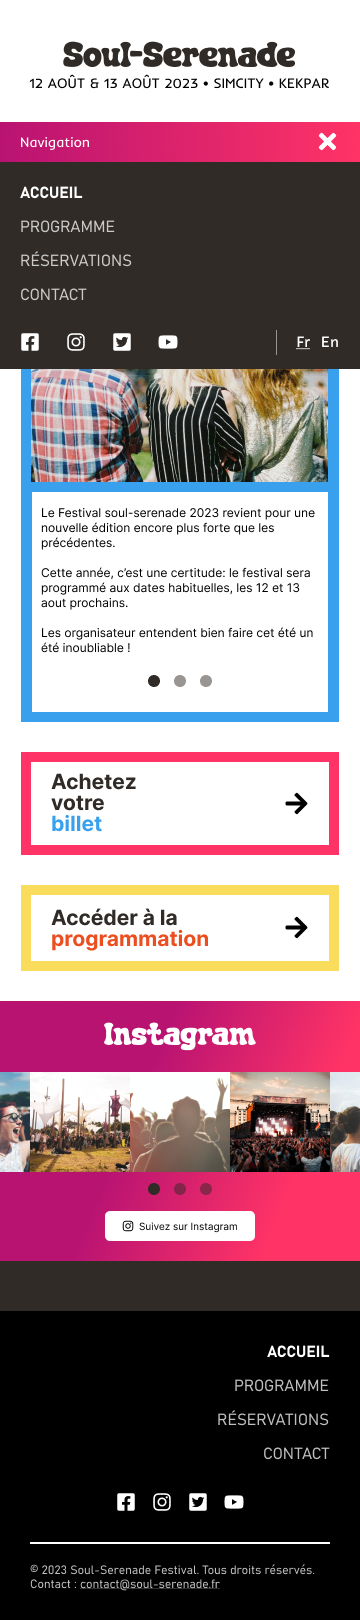 Soul-Serenade
12 AOÛT & 13 AOÛT 2023 • SIMCITY • KEKPAR
Navigation
ACCUEIL
PROGRAMME
RÉSERVATIONS
CONTACT
Fr En
Le Festival soul-serenade 2023 revient pour une
nouvelle édition encore plus forte que les
précédentes.
Cette année, c’est une certitude: le festival sera
programmé aux dates habituelles, les 12 et 13
aout prochains.
Les organisateur entendent bien faire cet été un
été inoubliable !
Achetez
votre
billet
Accéder à la
programmation
Instagram
Suivez sur Instagram
ACCUEIL
PROGRAMME
RÉSERVATIONS
CONTACT
© 2023 Soul-Serenade Festival. Tous droits réservés.
Contact : contact@soul-serenade.fr